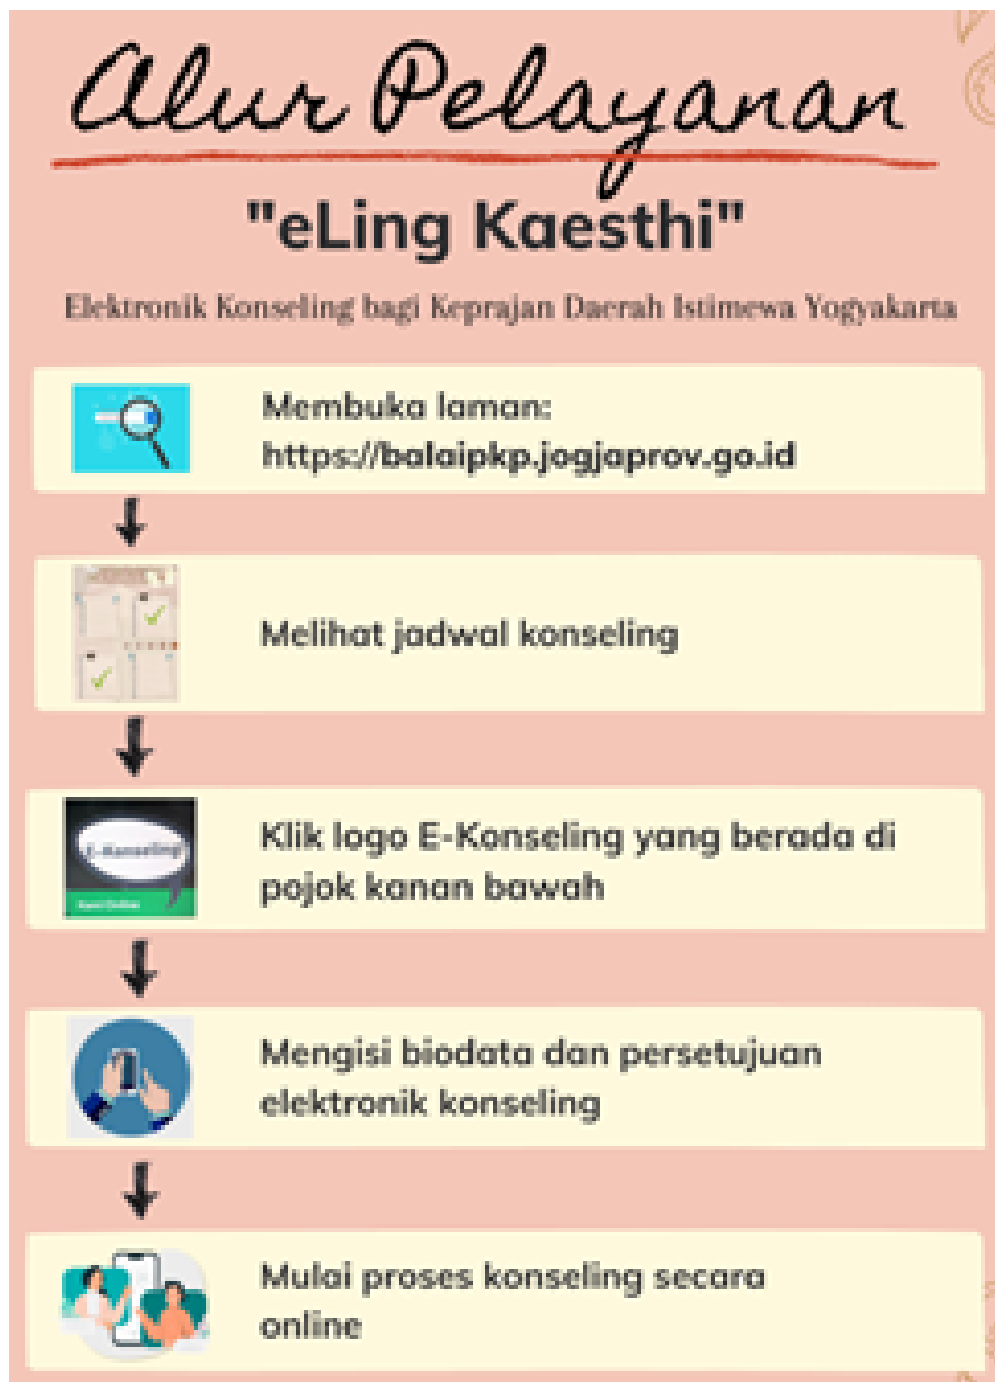 Alur Pelayanan
"eLing Kaesthi"
Elektronik Konseling bagi Keprajan Daerah Istimewa Yogyakarta
Membuka laman:
https://balaipkp.jogjaprov.go.id
Melihat jadwal konseling
E-Konseling
Klik logo E-Konseling yang berada di
pojok kanan bawah
Mengisi biodata dan persetujuan
elektronik konseling
Mulai proses konseling secara
online